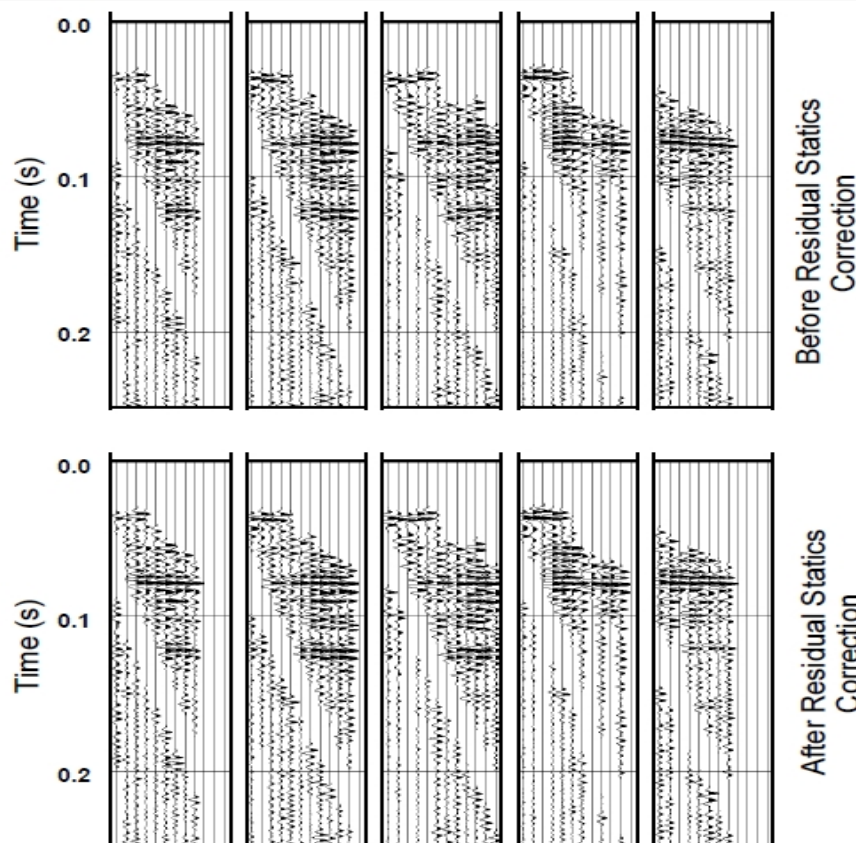 0.0
0.1
0.2
Time (s)
Before Residual Statics
Correction
0.0
0.1
0.2
Time (s)
After Residual Statics
Correction